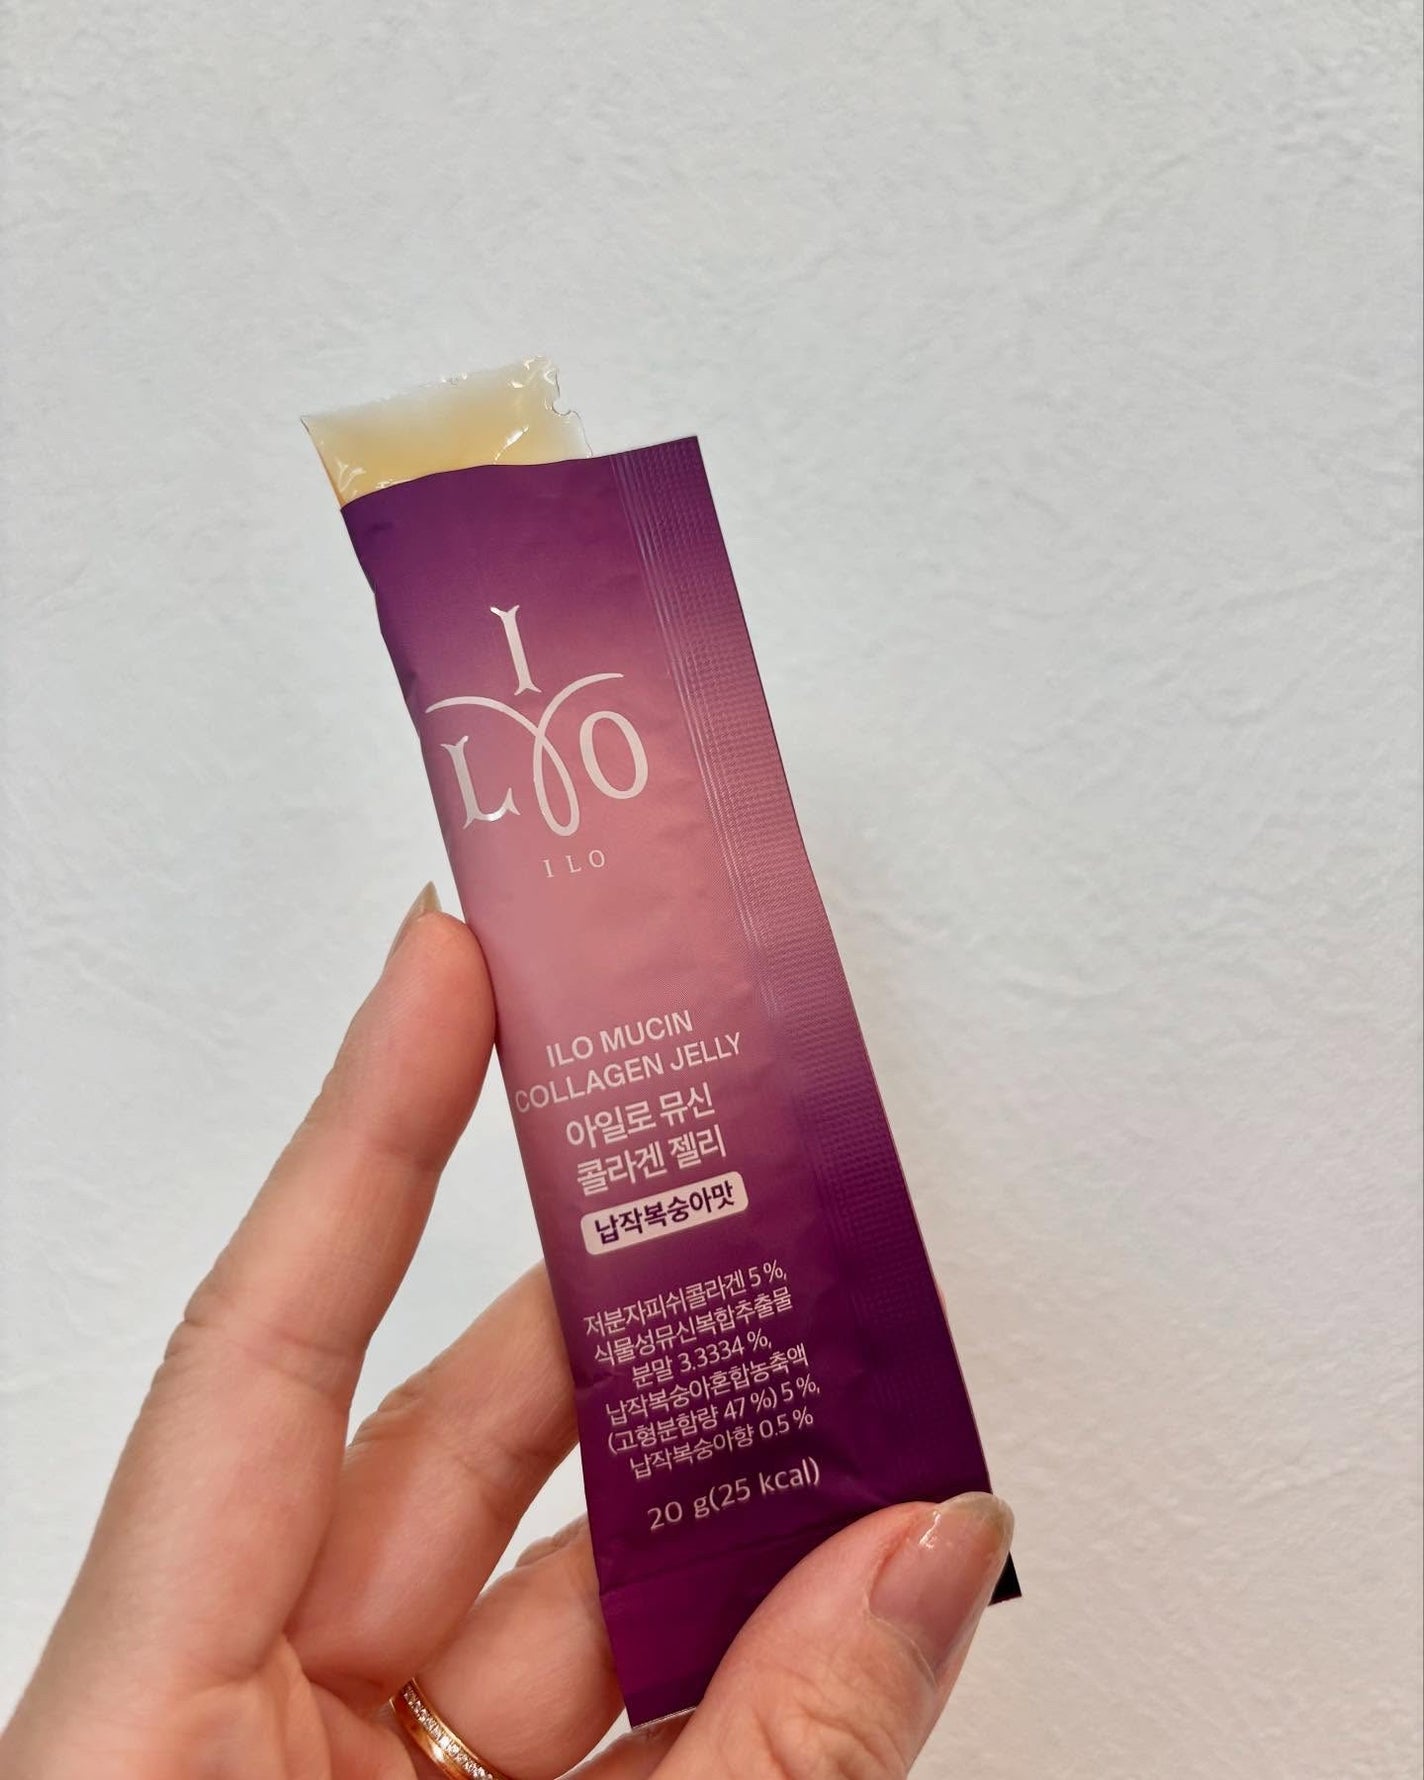 I
L O
ILO
ILO MUCIN
COLLAGEN JELLY
아일로 뮤신
콜라겐 젤리
납작복숭아맛
저분자피쉬콜라겐 5 %,
식물성뮤신복합추출물
분말 3.3334 %,
납작복숭아혼합농축액
(고형분함량 47 %) 5 %,
납작복숭아향 0.5 %
20 g(25 kcal)